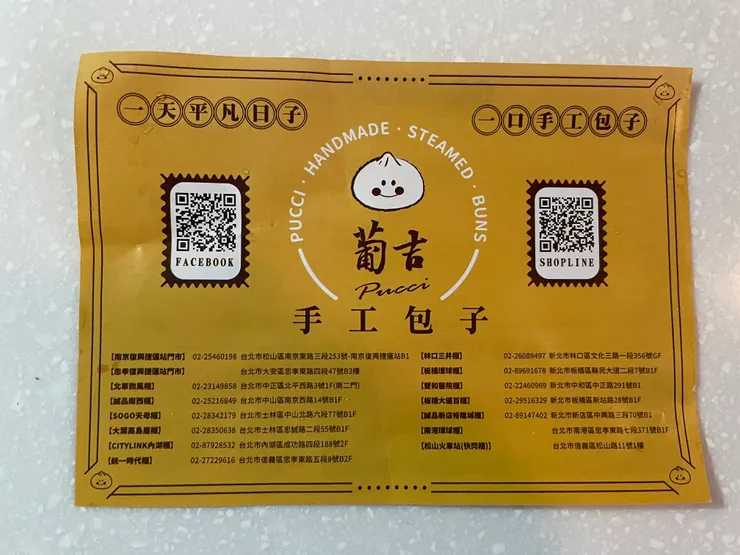 一天平凡日子
一口手工包子
PUCCI · HANDMADE · STEAMED · BUNS
FACEBOOK
SHOPLINE
葡吉
Pucci
手工包子
【南京復興捷運站門市】 02-25460198 台北市松山區南京東路三段253號-南京復興捷運站B1
【忠孝復興捷運站門市】 台北市大安區忠孝東路四段47號B3樓
【北車微風櫃】 02-23149858 台北市中正區北平西路3號1F(南二門)
【誠品南西櫃】 02-25216849 台北市中山區南京西路14號B1F
【SOGO天母櫃】 02-28342179 台北市士林區中山北路六段77號B1F
【大葉高島屋櫃】 02-28350638 台北市士林區忠誠路二段55號B1F
【CITYLINK內湖櫃】 02-87928532 台北市內湖區成功路四段188號2F
【統一時代櫃】 02-27229616 台北市信義區忠孝東路五段8號B2F
【林口三井櫃】 02-26089497 新北市林口區文化三路一段356號GF
【板橋環球櫃】 02-89691678 新北市板橋區縣民大道二段7號B1F
【雙和醫院櫃】 02-22460969 新北市中和區中正路291號B1
【板橋大遠百櫃】 02-29516329 新北市板橋區新站路28號B1F
【誠品新店裕隆城櫃】 02-89147402 新北市新店區中興路三段70號B1
【南港環球櫃】 台北市南港區忠孝東路七段371號B1F
【松山火車站(快閃櫃)】 台北市信義區松山路11號1樓